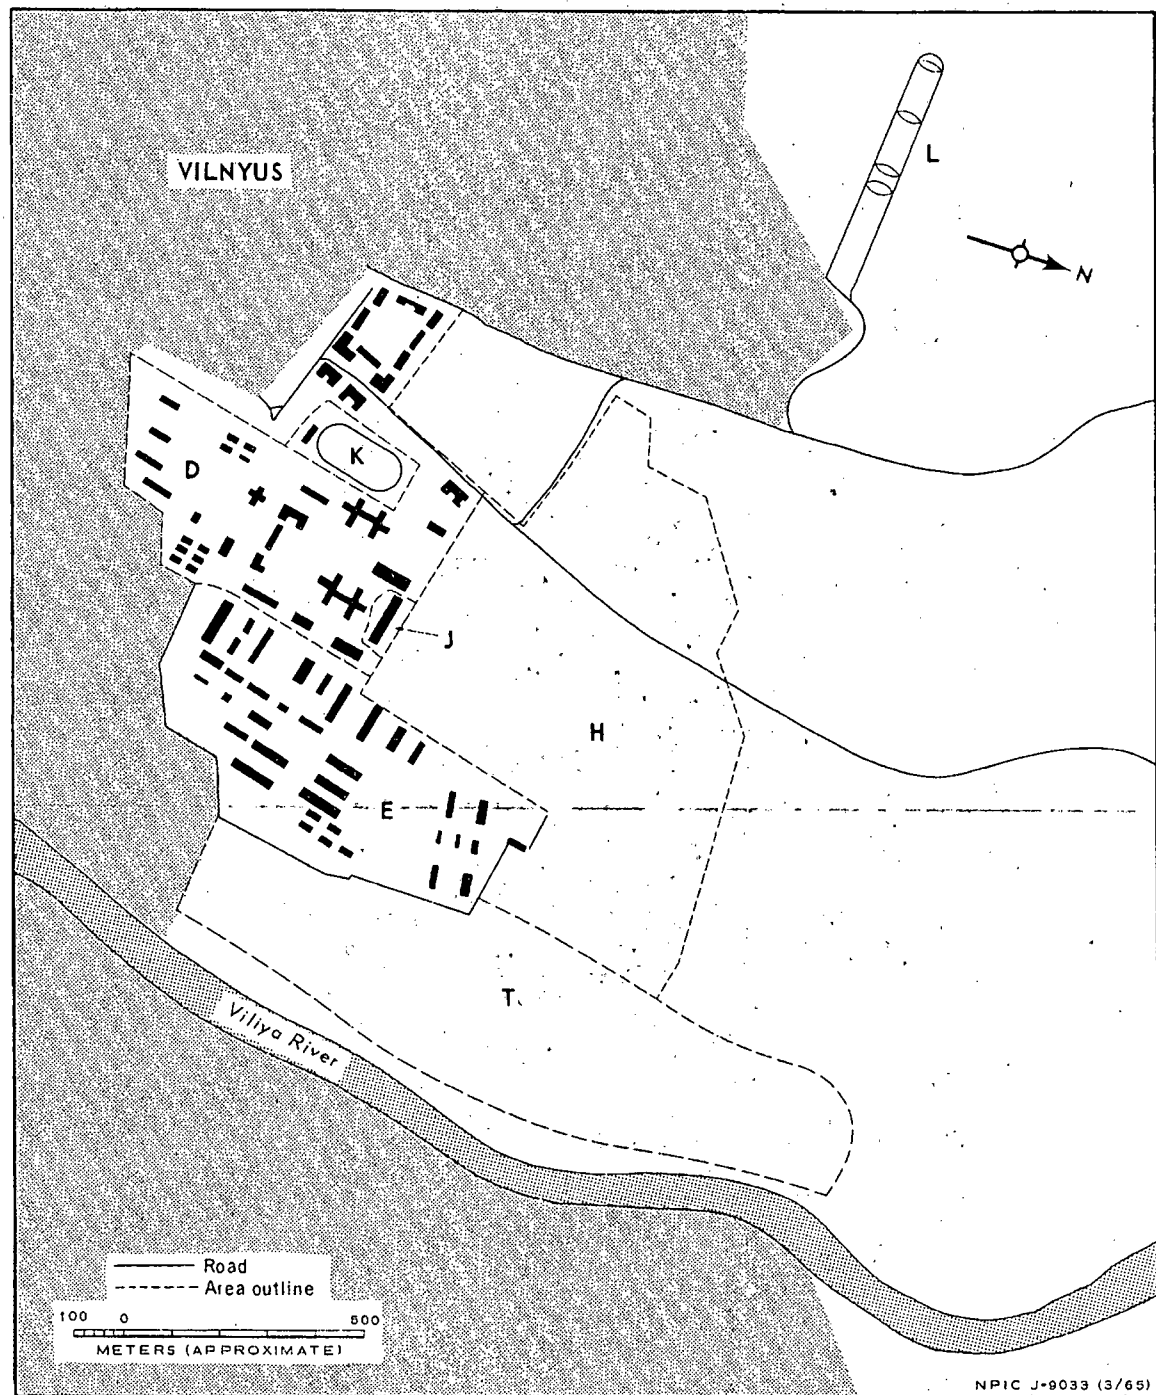 VILNYUS
L
N
K
D
J
H
E
T
Viliya River
Road
Area outline
100 0 500
METERS (APPROXIMATE)
NPIC J-9033 (3/65)